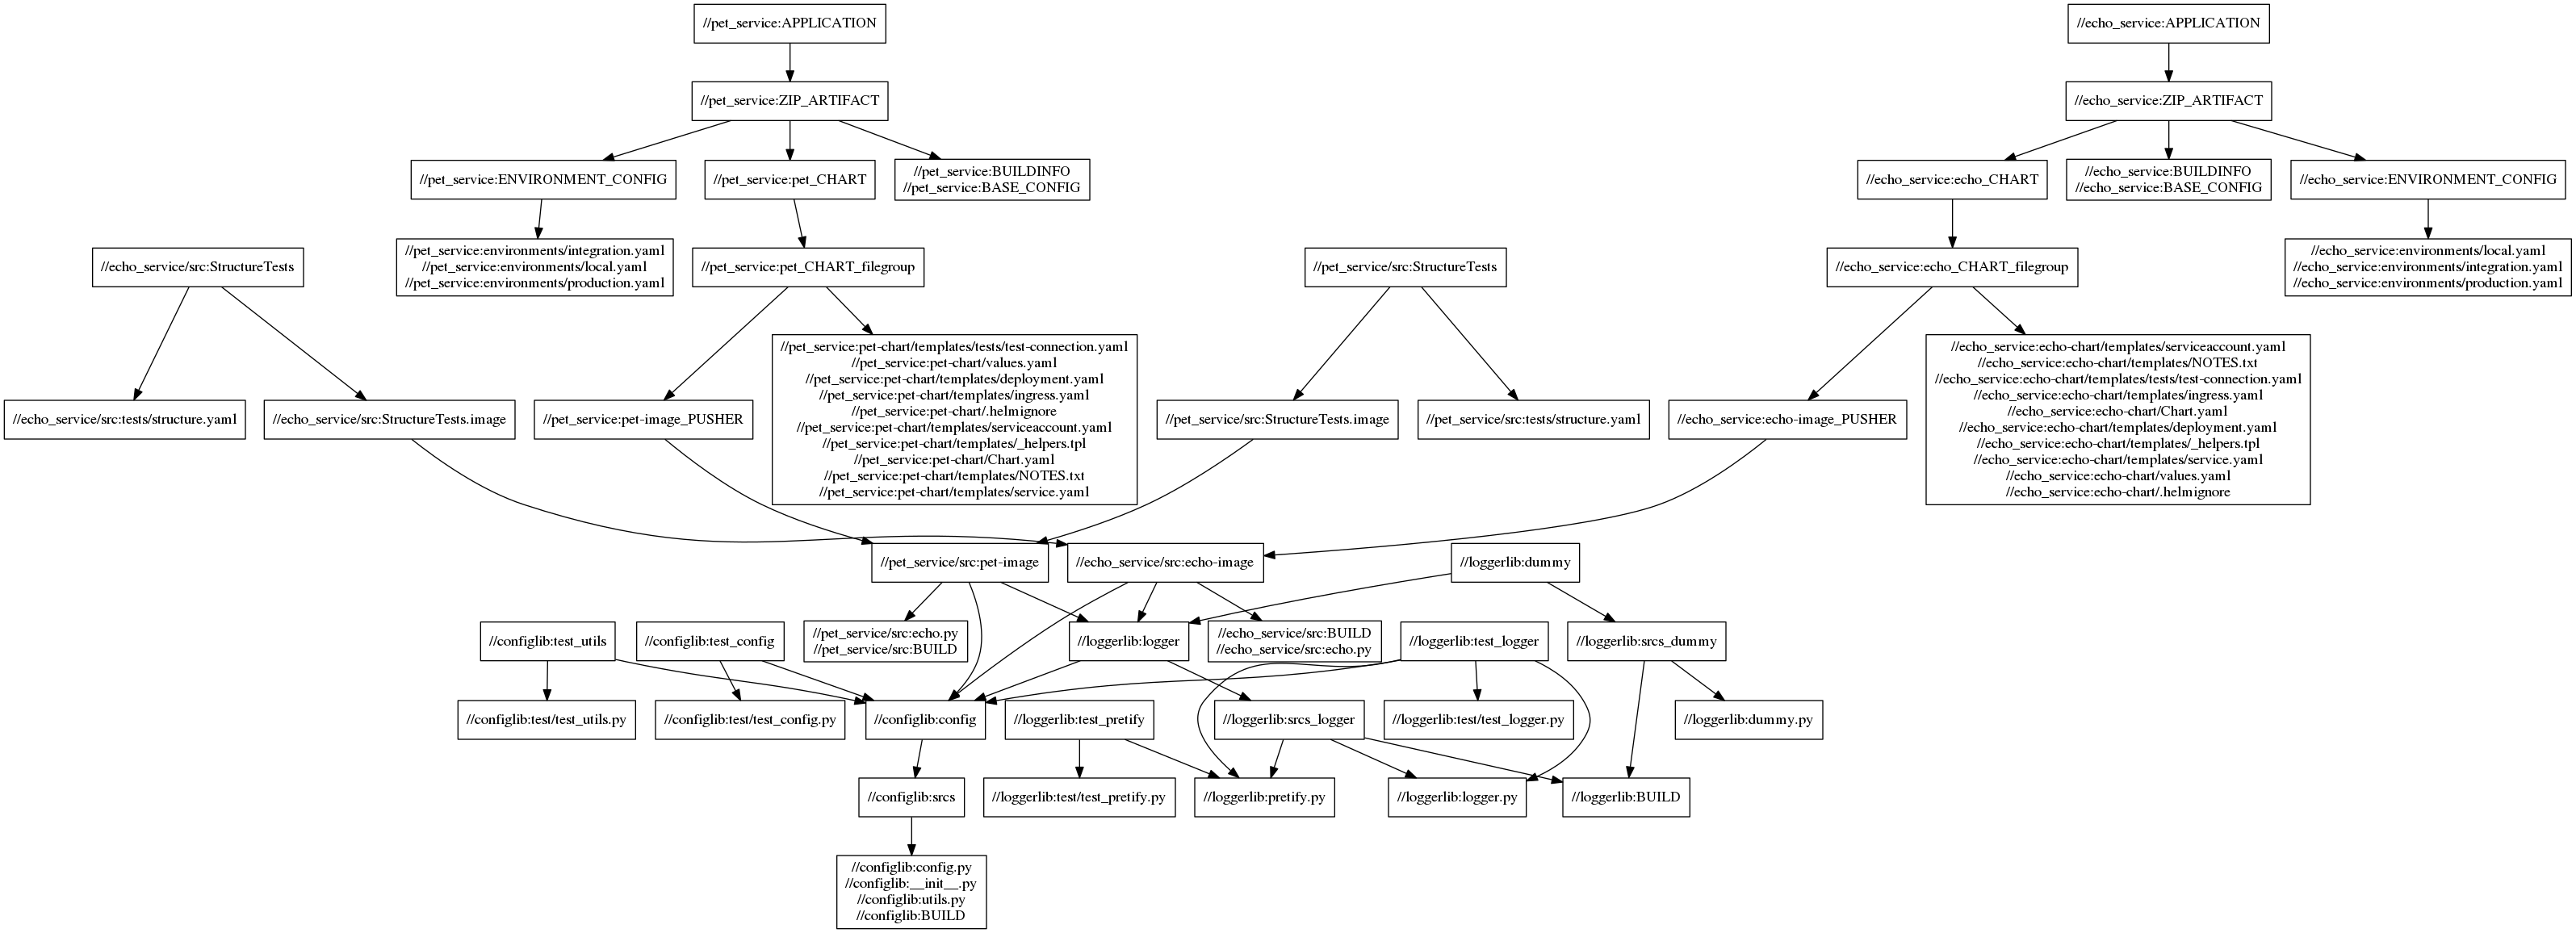 //pet_service:APPLICATION
//echo_service:APPLICATION
//pet_service:ZIP_ARTIFACT
//echo_service:ZIP_ARTIFACT
//pet_service:ENVIRONMENT_CONFIG
//pet_service:pet_CHART
//pet_service:BUILDINFO
//pet_service:BASE_CONFIG
//echo_service:echo_CHART
//echo_service:BUILDINFO
//echo_service:BASE_CONFIG
//echo_service:ENVIRONMENT_CONFIG
//echo_service/src:StructureTests
//pet_service:environments/integration.yaml
//pet_service:environments/local.yaml
//pet_service:environments/production.yaml
//pet_service:pet_CHART_filegroup
//pet_service/src:StructureTests
//echo_service:echo_CHART_filegroup
//echo_service:environments/local.yaml
//echo_service:environments/integration.yaml
//echo_service:environments/production.yaml
//echo_service/src:tests/structure.yaml
//echo_service/src:StructureTests.image
//pet_service:pet-image_PUSHER
//pet_service:pet-chart/templates/tests/test-connection.yaml
//pet_service:pet-chart/values.yaml
//pet_service:pet-chart/templates/deployment.yaml
//pet_service:pet-chart/templates/ingress.yaml
//pet_service:pet-chart/.helmignore
//pet_service:pet-chart/templates/serviceaccount.yaml
//pet_service:pet-chart/templates/_helpers.tpl
//pet_service:pet-chart/Chart.yaml
//pet_service:pet-chart/templates/NOTES.txt
//pet_service:pet-chart/templates/service.yaml
//pet_service/src:StructureTests.image
//pet_service/src:tests/structure.yaml
//echo_service:echo-image_PUSHER
//echo_service:echo-chart/templates/serviceaccount.yaml
//echo_service:echo-chart/templates/NOTES.txt
//echo_service:echo-chart/templates/tests/test-connection.yaml
//echo_service:echo-chart/templates/ingress.yaml
//echo_service:echo-chart/Chart.yaml
//echo_service:echo-chart/templates/deployment.yaml
//echo_service:echo-chart/templates/_helpers.tpl
//echo_service:echo-chart/templates/service.yaml
//echo_service:echo-chart/values.yaml
//echo_service:echo-chart/.helmignore
//pet_service/src:pet-image
//echo_service/src:echo-image
//loggerlib:dummy
//configlib:test_utils
//configlib:test_config
//pet_service/src:echo.py
//pet_service/src:BUILD
//loggerlib:logger
//echo_service/src:BUILD
//echo_service/src:echo.py
//loggerlib:test_logger
//loggerlib:srcs_dummy
//configlib:test/test_utils.py
//configlib:test/test_config.py
//configlib:config
//loggerlib:test_pretify
//loggerlib:srcs_logger
//loggerlib:test/test_logger.py
//loggerlib:dummy.py
//configlib:srcs
//loggerlib:test/test_pretify.py
//loggerlib:pretify.py
//loggerlib:logger.py
//loggerlib:BUILD
//configlib:config.py
//configlib:__init__.py
//configlib:utils.py
//configlib:BUILD